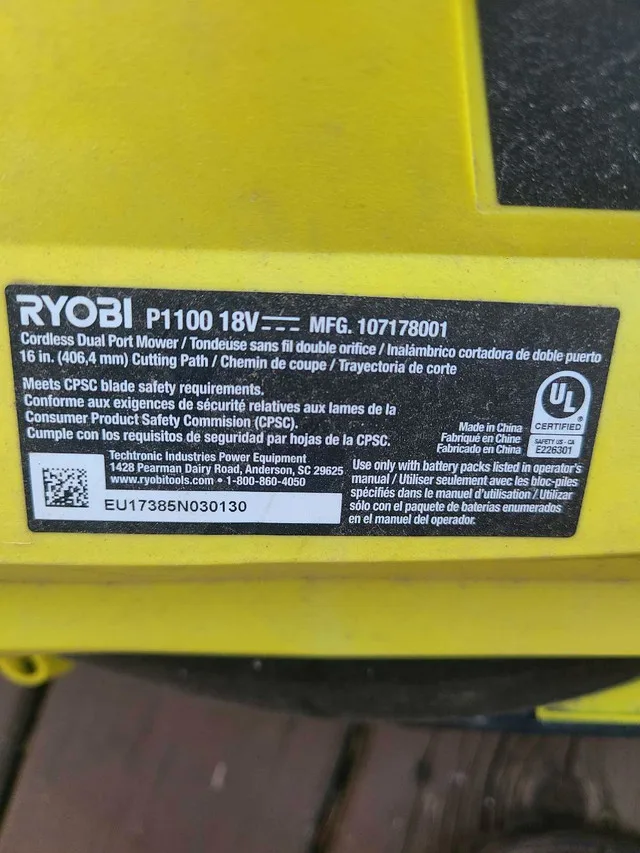 RYOBI P1100 18V MFG. 107178001
Cordless Dual Port Mower / Tondeuse sans fil double orifice / Inalámbrico cortadora de doble puerto
16 in. (406,4 mm) Cutting Path / Chemin de coupe / Trayectoria de corte
Meets CPSC blade safety requirements.
Conforme aux exigences de sécurité relatives aux lames de la
Consumer Product Safety Commision (CPSC).
Cumple con los requisitos de seguridad par hojas de la CPSC.
Made in China
Fabriqué en Chine
Fabricado en China
UL
®
CERTIFIED
SAFETY US - CA
E226301
Techtronic Industries Power Equipment
1428 Pearman Dairy Road, Anderson, SC 29625
www.ryobitools.com • 1-800-860-4050
EU17385N030130
Use only with battery packs listed in operator's
manual / Utiliser seulement avec les bloc-piles
spécifiés dans le manuel d'utilisation / Utilizar
sólo con el paquete de baterías enumerados
en el manuel del operador.